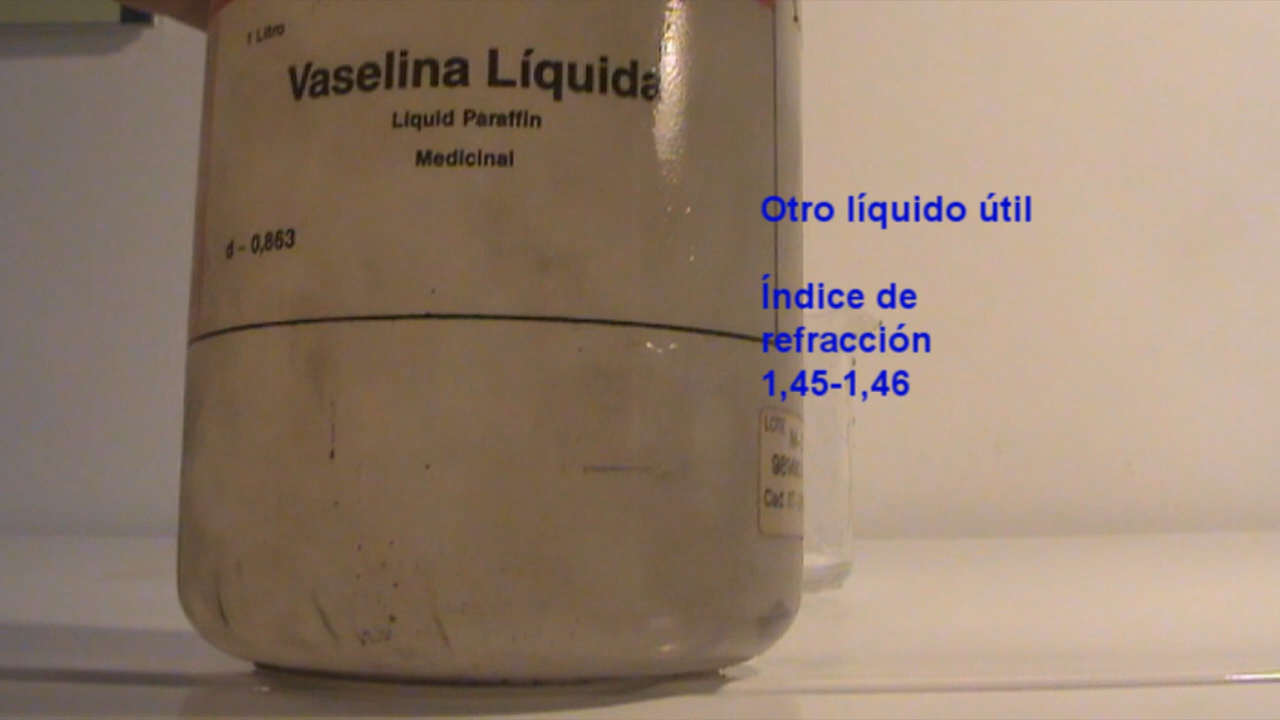 1 Litro
Vaselina Líquida
Liquid Paraffin
Medicinal
d - 0,863
Otro líquido útil
Índice de
refracción
1,45-1,46
LOTE
Cad.